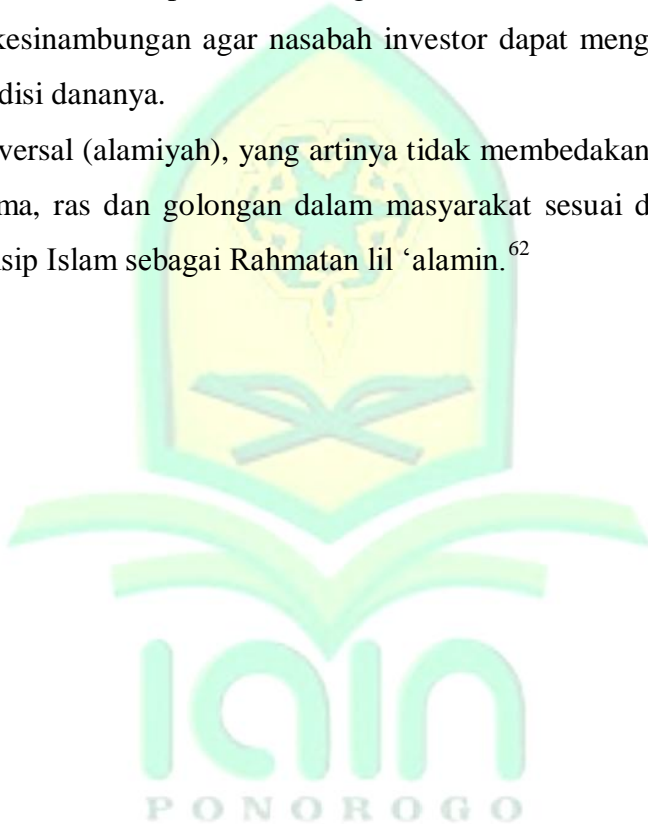 kesinambungan agar nasabah investor dapat meng
disi dananya.
versal (alamiyah), yang artinya tidak membedakan
ma, ras dan golongan dalam masyarakat sesuai d
sip Islam sebagai Rahmatan lil ‘alamin.62
iain
PONOROGO